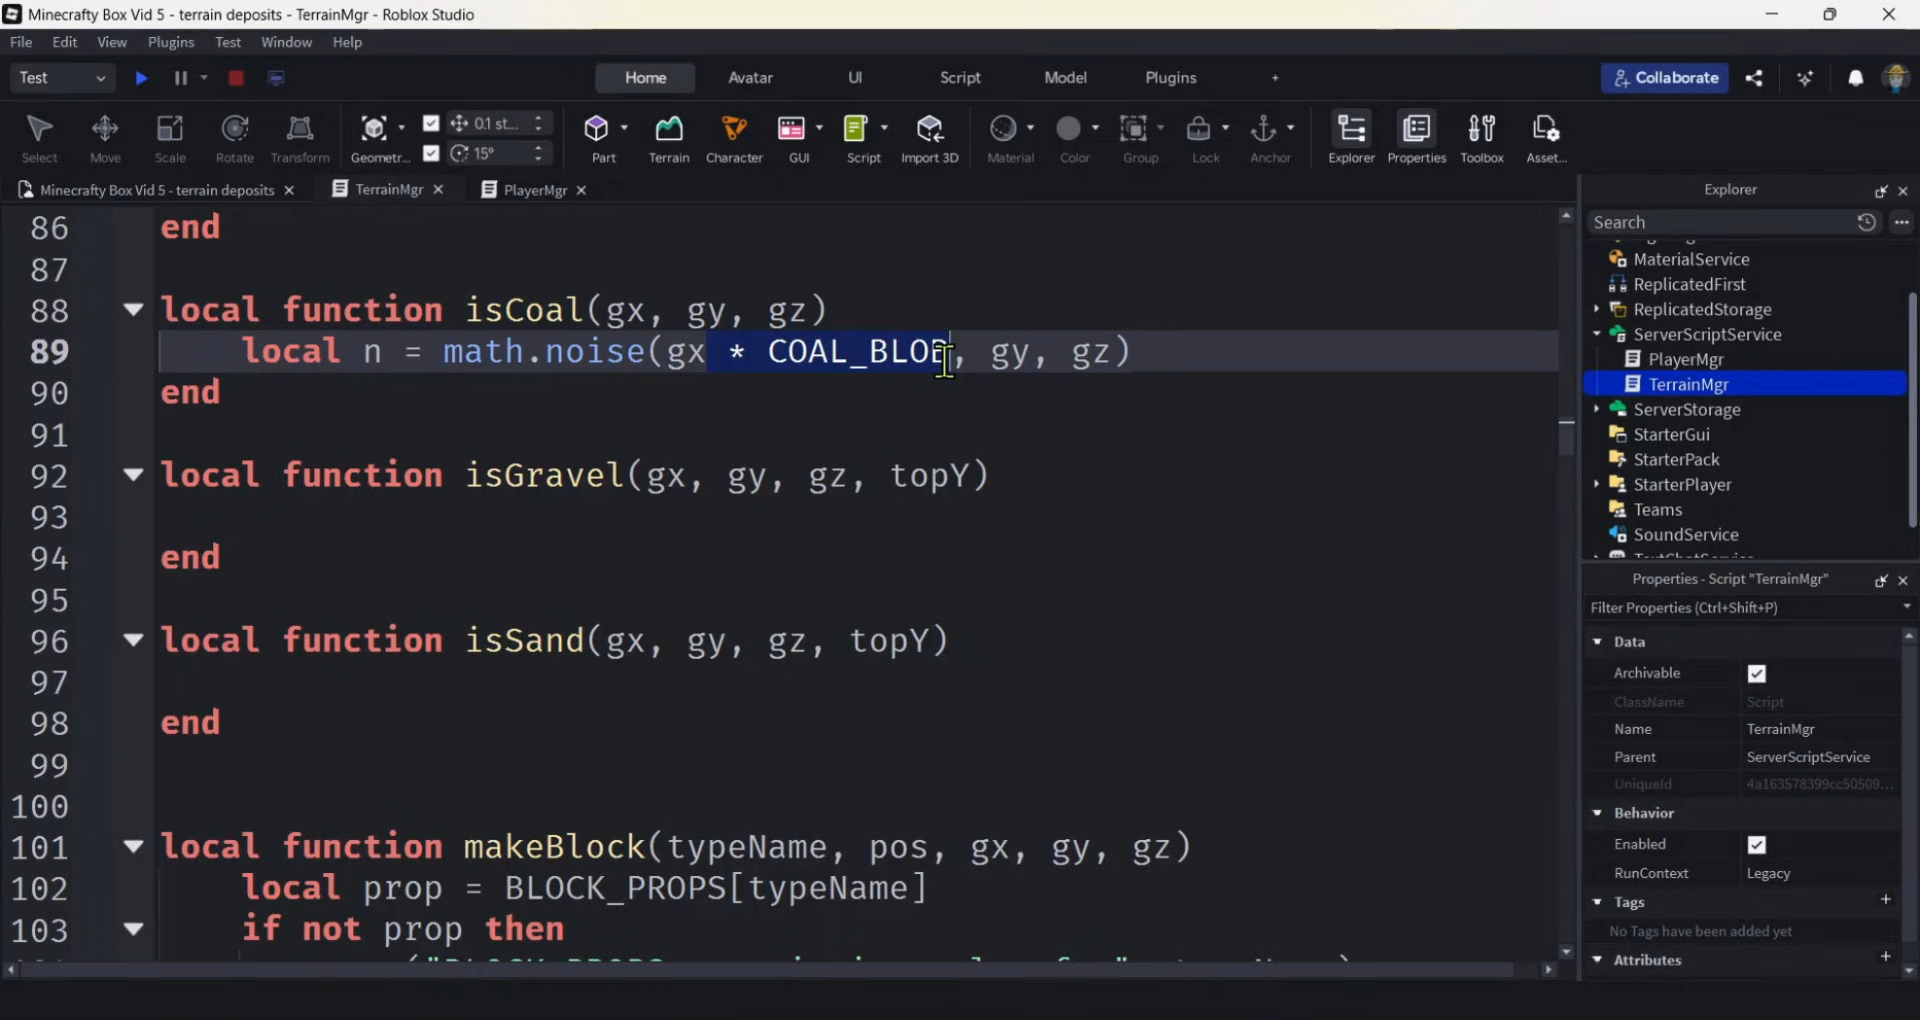 Minecrafty Box Vid 5 - terrain deposits - TerrainMgr - Roblox Studio
File Edit View Plugins Test Window Help
Test Home Avatar UI Script Model Plugins + Collaborate
Select Move Scale Rotate Transform Geometr... 0.1 st... 15° Part Terrain Character GUI Script Import 3D Material Color Group Lock Anchor Explorer Properties Toolbox Asset...
Minecrafty Box Vid 5 - terrain deposits TerrainMgr PlayerMgr
86 end
87
88 local function isCoal(gx, gy, gz)
89 local n = math.noise(gx * COAL_BLOB, gy, gz)
90 end
91
92 local function isGravel(gx, gy, gz, topY)
93
94 end
95
96 local function isSand(gx, gy, gz, topY)
97
98 end
99
100
101 local function makeBlock(typeName, pos, gx, gy, gz)
102 local prop = BLOCK_PROPS[typeName]
103 if not prop then
Explorer
Search
MaterialService
ReplicatedFirst
ReplicatedStorage
ServerScriptService
PlayerMgr
TerrainMgr
ServerStorage
StarterGui
StarterPack
StarterPlayer
Teams
SoundService
Properties - Script "TerrainMgr"
Filter Properties (Ctrl+Shift+P)
Data
Archivable
ClassName Script
Name TerrainMgr
Parent ServerScriptService
UniqueId 4a163578399cc50509...
Behavior
Enabled
RunContext Legacy
Tags +
No Tags have been added yet
Attributes +